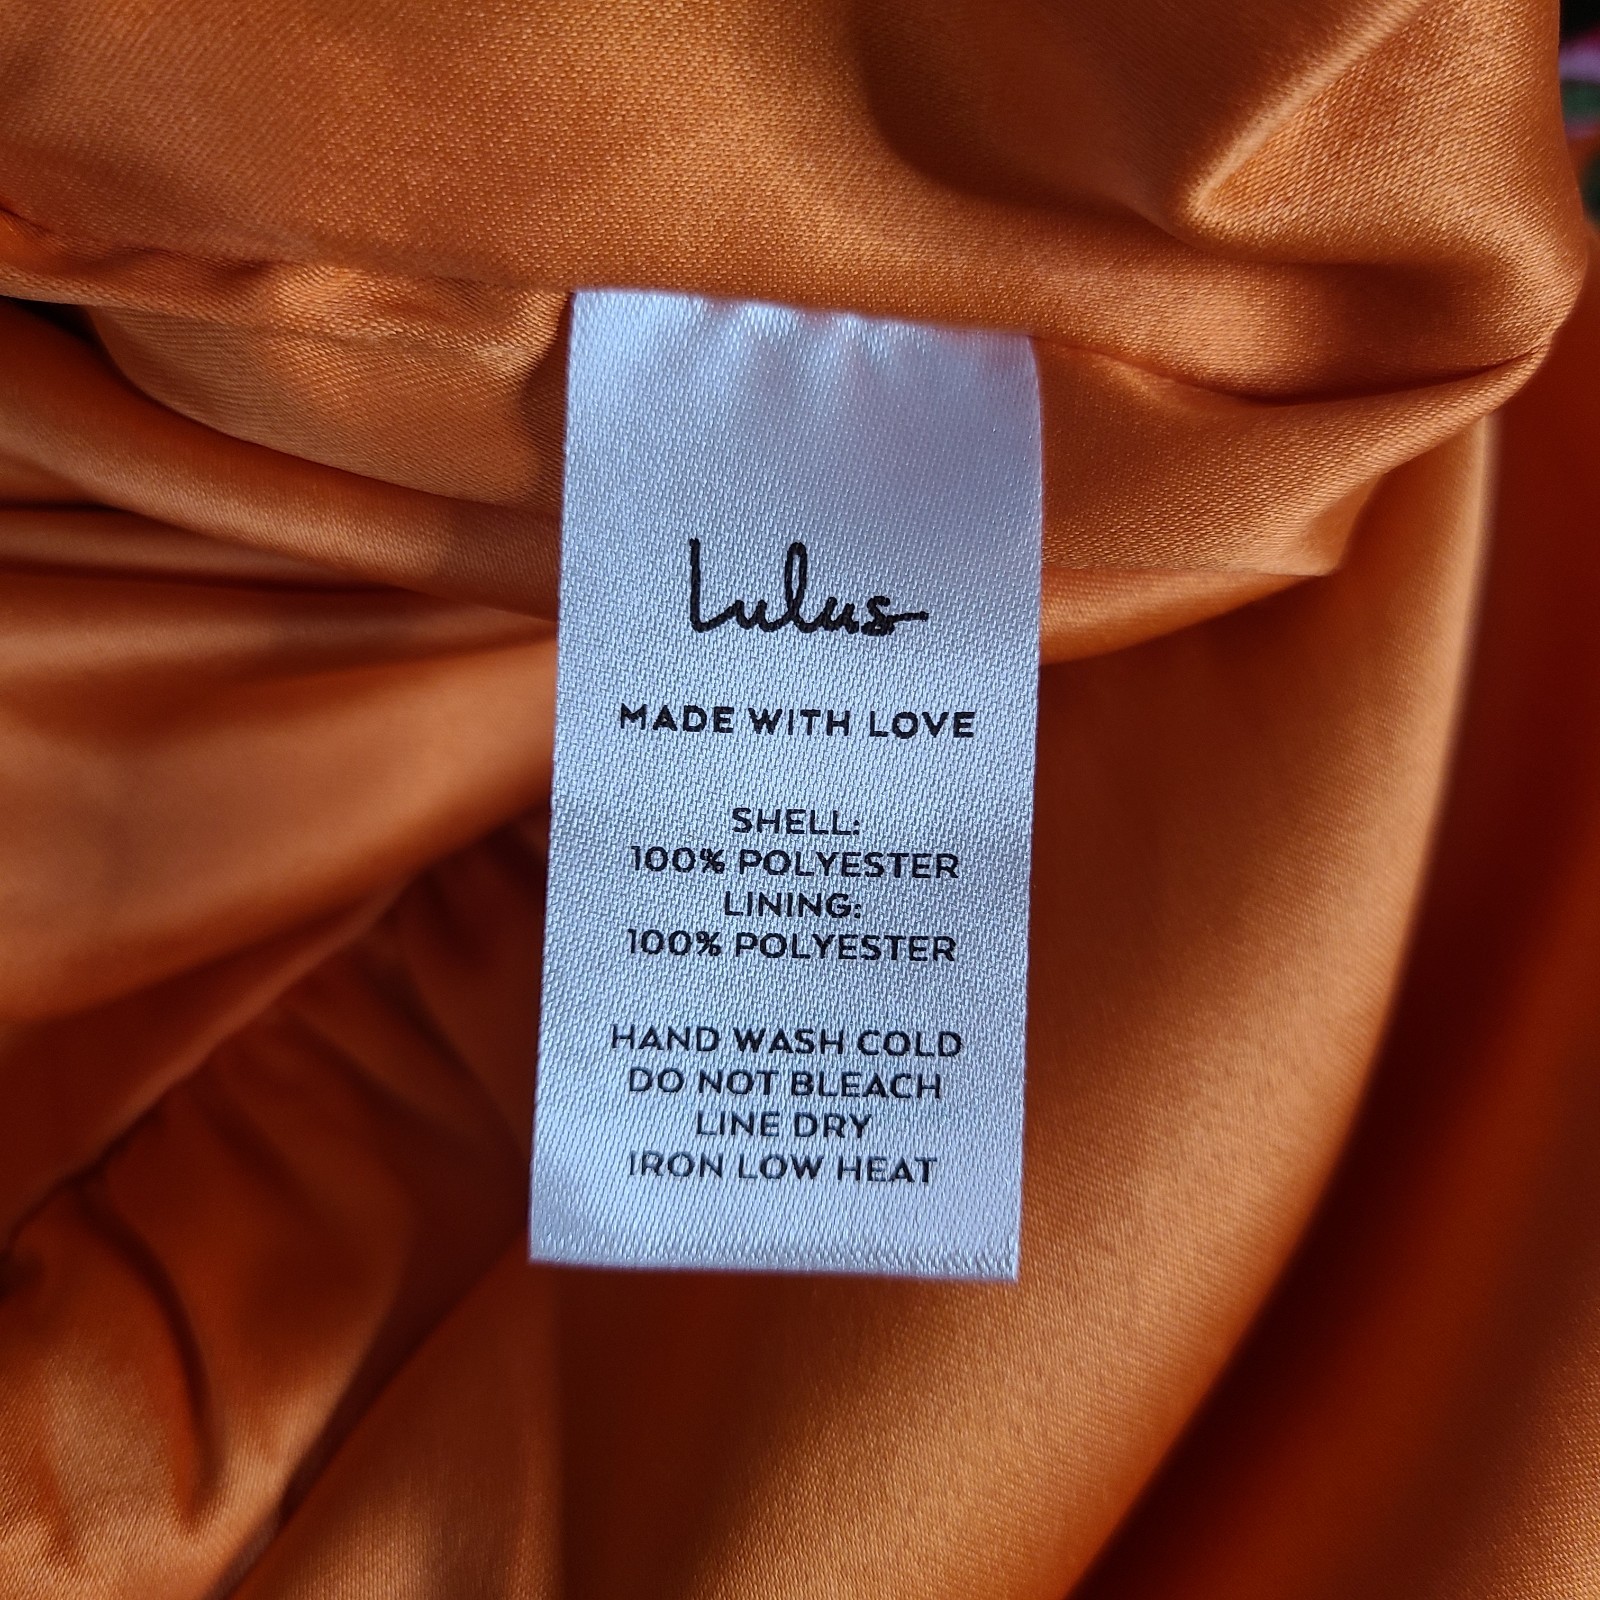 Lulus
MADE WITH LOVE
SHELL:
100% POLYESTER
LINING:
100% POLYESTER
HAND WASH COLD
DO NOT BLEACH
LINE DRY
IRON LOW HEAT